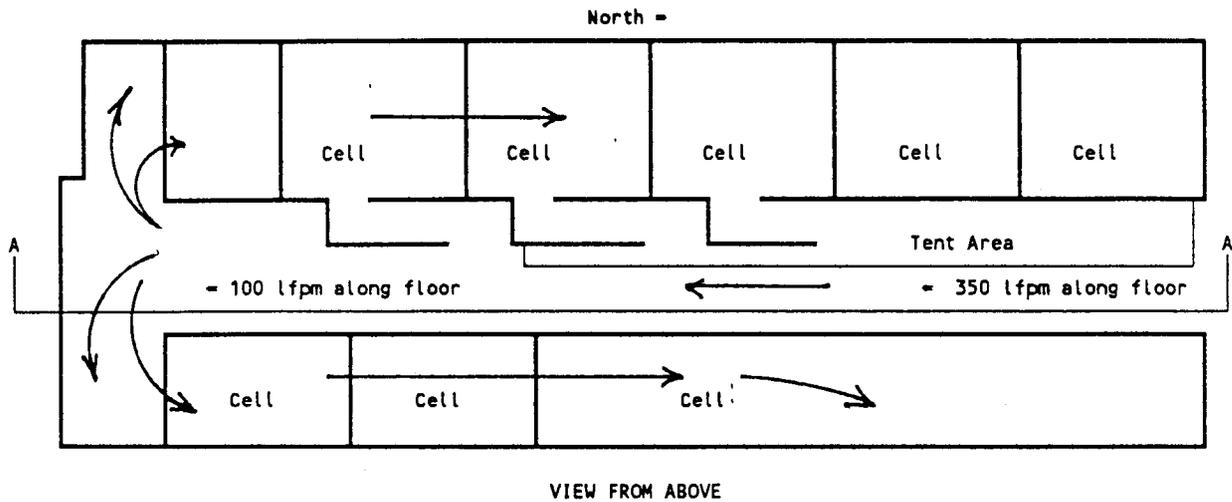 North =
Cell Cell Cell Cell Cell
Tent Area
A A
= 100 lfpm along floor = 350 lfpm along floor
Cell Cell Cell
VIEW FROM ABOVE